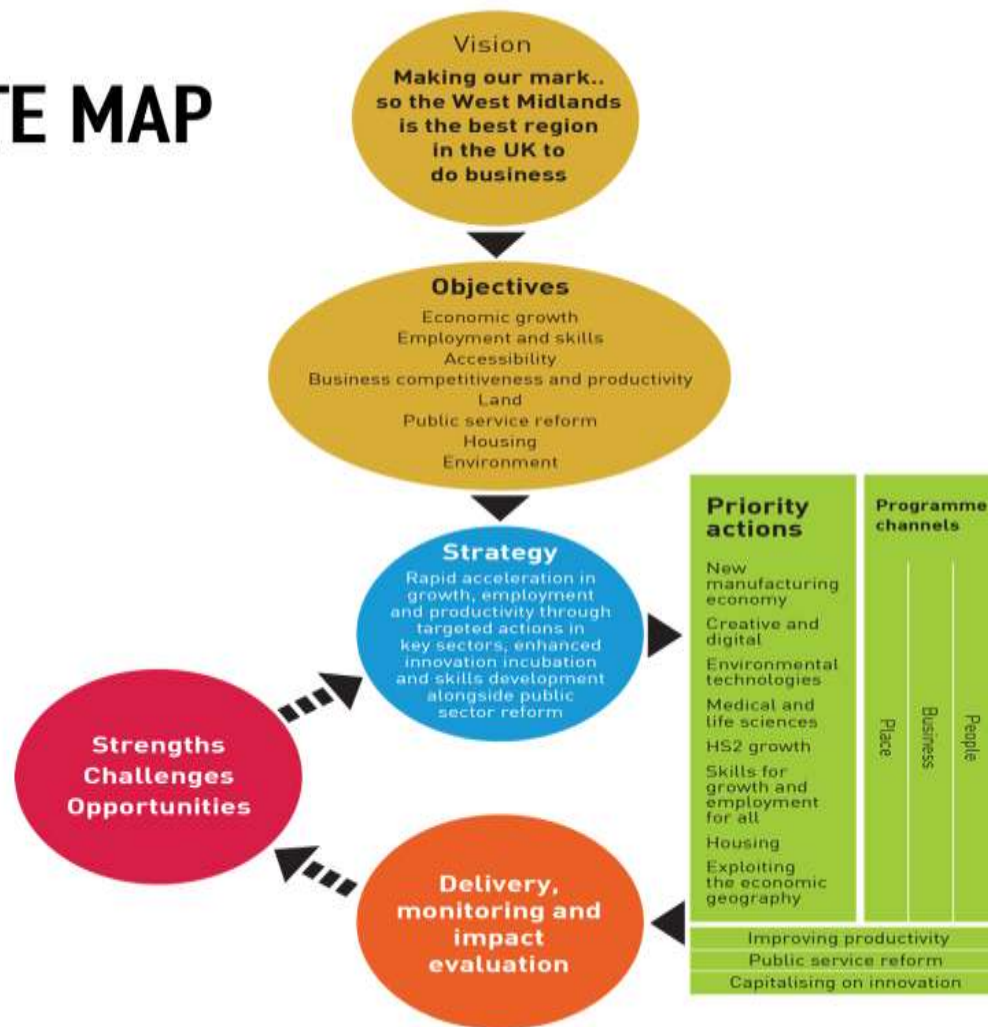 TE MAP
Vision
Making our mark..
so the West Midlands
is the best region
in the UK to
do business
Objectives
Economic growth
Employment and skills
Accessibility
Business competitiveness and productivity
Land
Public service reform
Housing
Environment
Strategy
Rapid acceleration in
growth, employment
and productivity through
targeted actions in
key sectors, enhanced
innovation incubation
and skills development
alongside public
sector reform
Priority
actions
New
manufacturing
economy
Creative and
digital
Environmental
technologies
Medical and
life sciences
HS2 growth
Skills for
growth and
employment
for all
Housing
Exploiting
the economic
geography
Programme
channels
Place
Business
People
Improving productivity
Public service reform
Capitalising on innovation
Strengths
Challenges
Opportunities
Delivery,
monitoring and
impact
evaluation